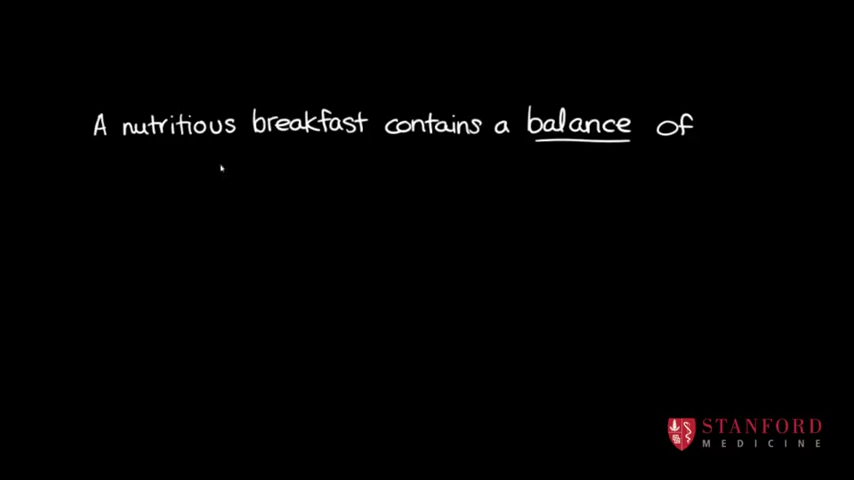 A nutritious breakfast contains a balance of
STANFORD
MEDICINE